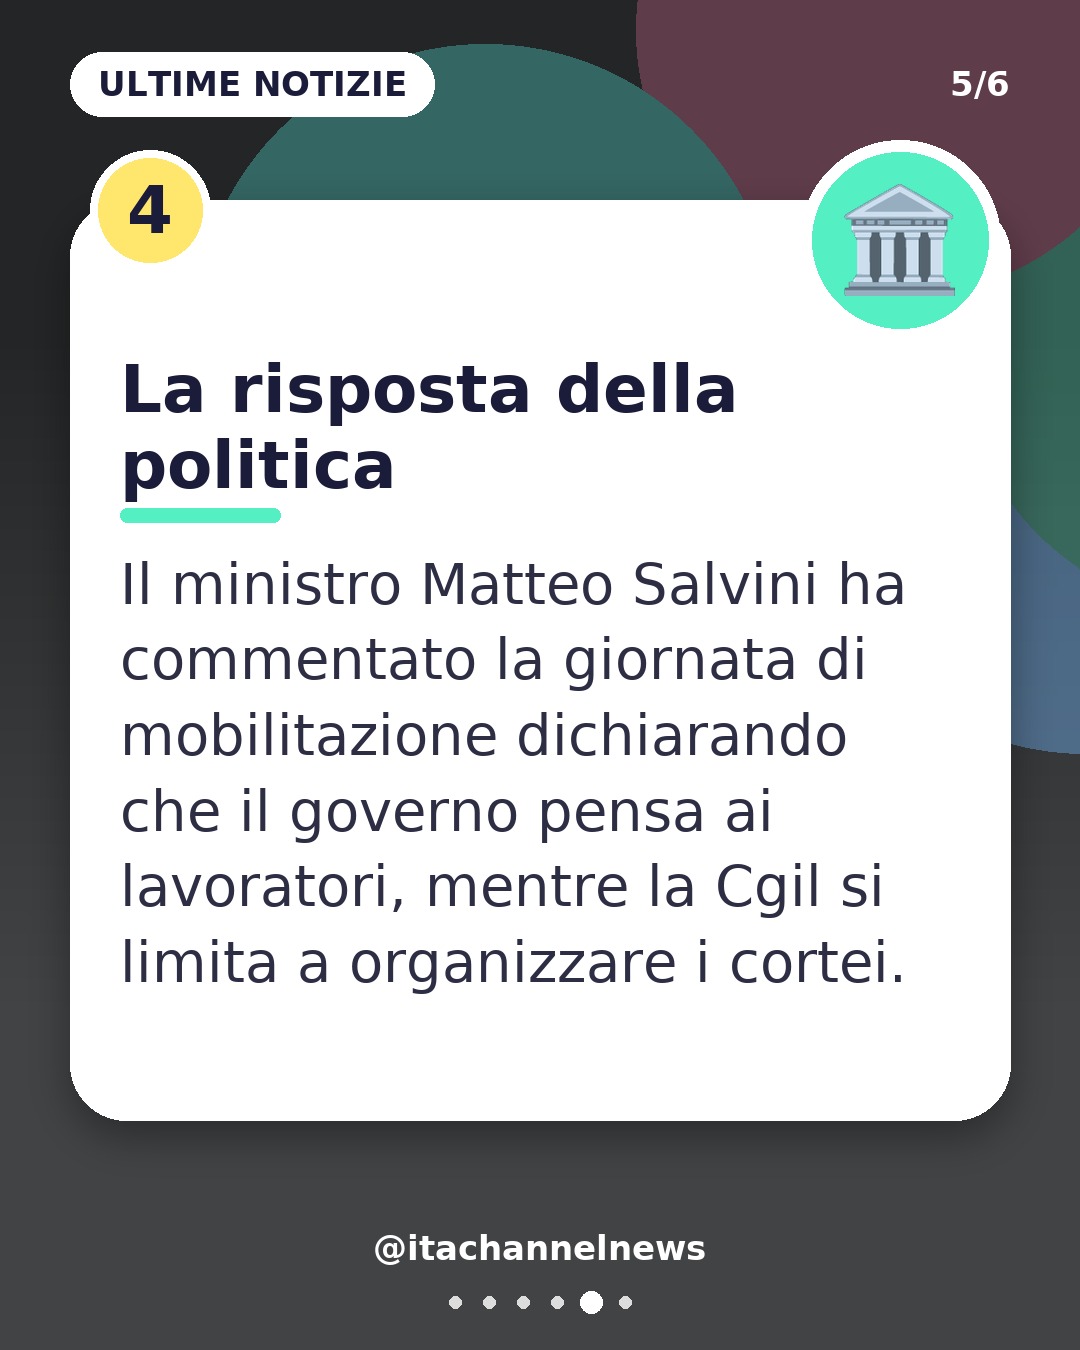 ULTIME NOTIZIE
5/6
4
La risposta della
politica
Il ministro Matteo Salvini ha
commentato la giornata di
mobilitazione dichiarando
che il governo pensa ai
lavoratori, mentre la Cgil si
limita a organizzare i cortei.
@itachannelnews